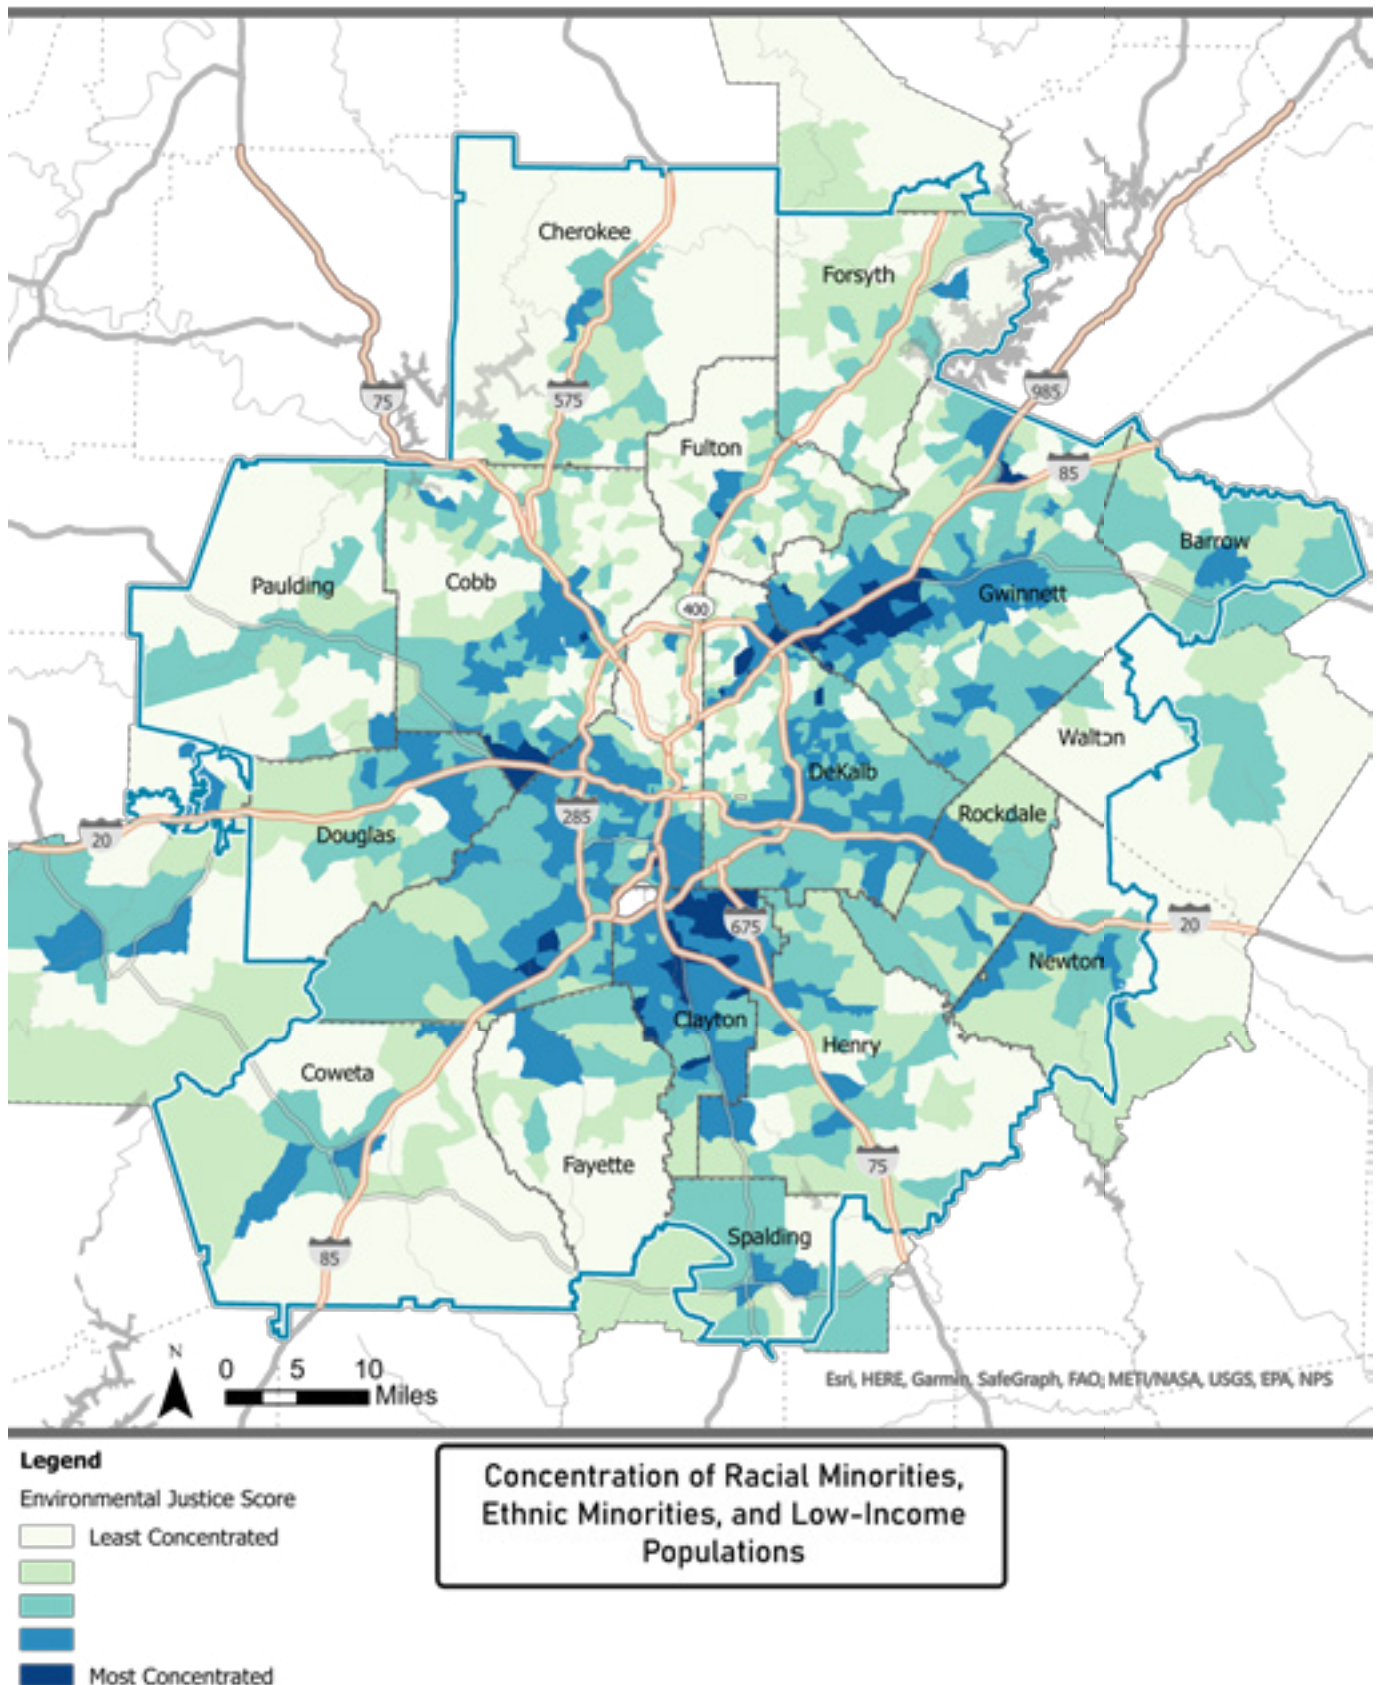 Cherokee
Forsyth
75
575
985
Fulton
85
Barrow
Paulding
Cobb
Gwinnett
400
Walton
DeKalb
285
Rockdale
20
Douglas
675
20
Newton
Clayton
Henry
Coweta
Fayette
75
Spalding
85
N
0 5 10
Miles
Esri, HERE, Garmin, SafeGraph, FAO, METI/NASA, USGS, EPA, NPS
Legend
Environmental Justice Score
Least Concentrated
Most Concentrated
Concentration of Racial Minorities,
Ethnic Minorities, and Low-Income
Populations